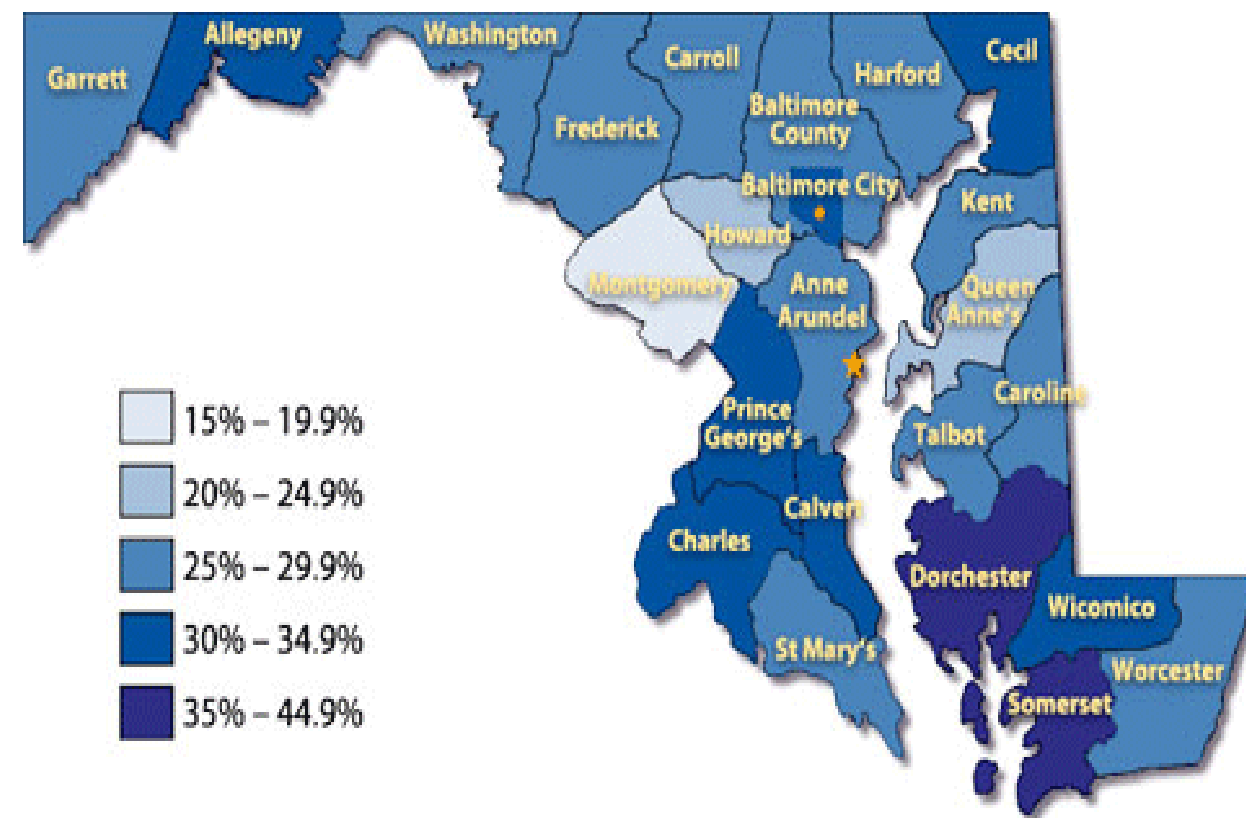 Allegeny
Washington
Carroll
Cecil
Garrett
Harford
Frederick
Baltimore
County
Baltimore City
Kent
Howard
Montgomery
Anne
Arundel
Queen
Anne's
Caroline
Prince
George's
Talbot
Calvert
Charles
Dorchester
Wicomico
St Mary's
Worcester
Somerset
15% – 19.9%
20% – 24.9%
25% – 29.9%
30% – 34.9%
35% – 44.9%